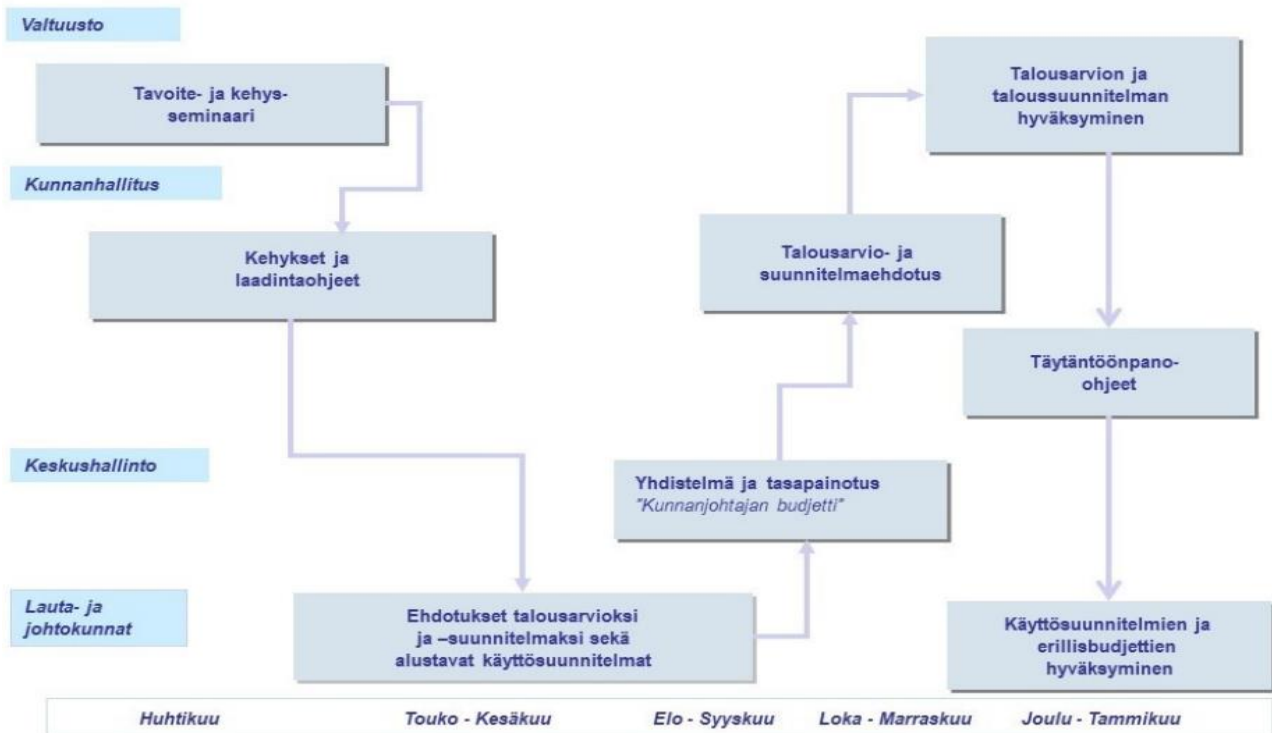 Valtuusto
Tavoite- ja kehys-
seminaari
Talousarvion ja
taloussuunnitelman
hyväksyminen
Kunnanhallitus
Kehykset ja
laadintaohjeet
Talousarvio- ja
suunnitelmaehdotus
Täytäntöönpano-
ohjeet
Keskushallinto
Yhdistelmä ja tasapainotus
"Kunnanjohtajan budjetti"
Lauta- ja
johtokunnat
Ehdotukset talousarvioksi
ja –suunnitelmaksi sekä
alustavat käyttösuunnitelmat
Käyttösuunnitelmien ja
erillisbudjettien
hyväksyminen
Huhtikuu Touko - Kesäkuu Elo - Syyskuu Loka - Marraskuu Joulu - Tammikuu